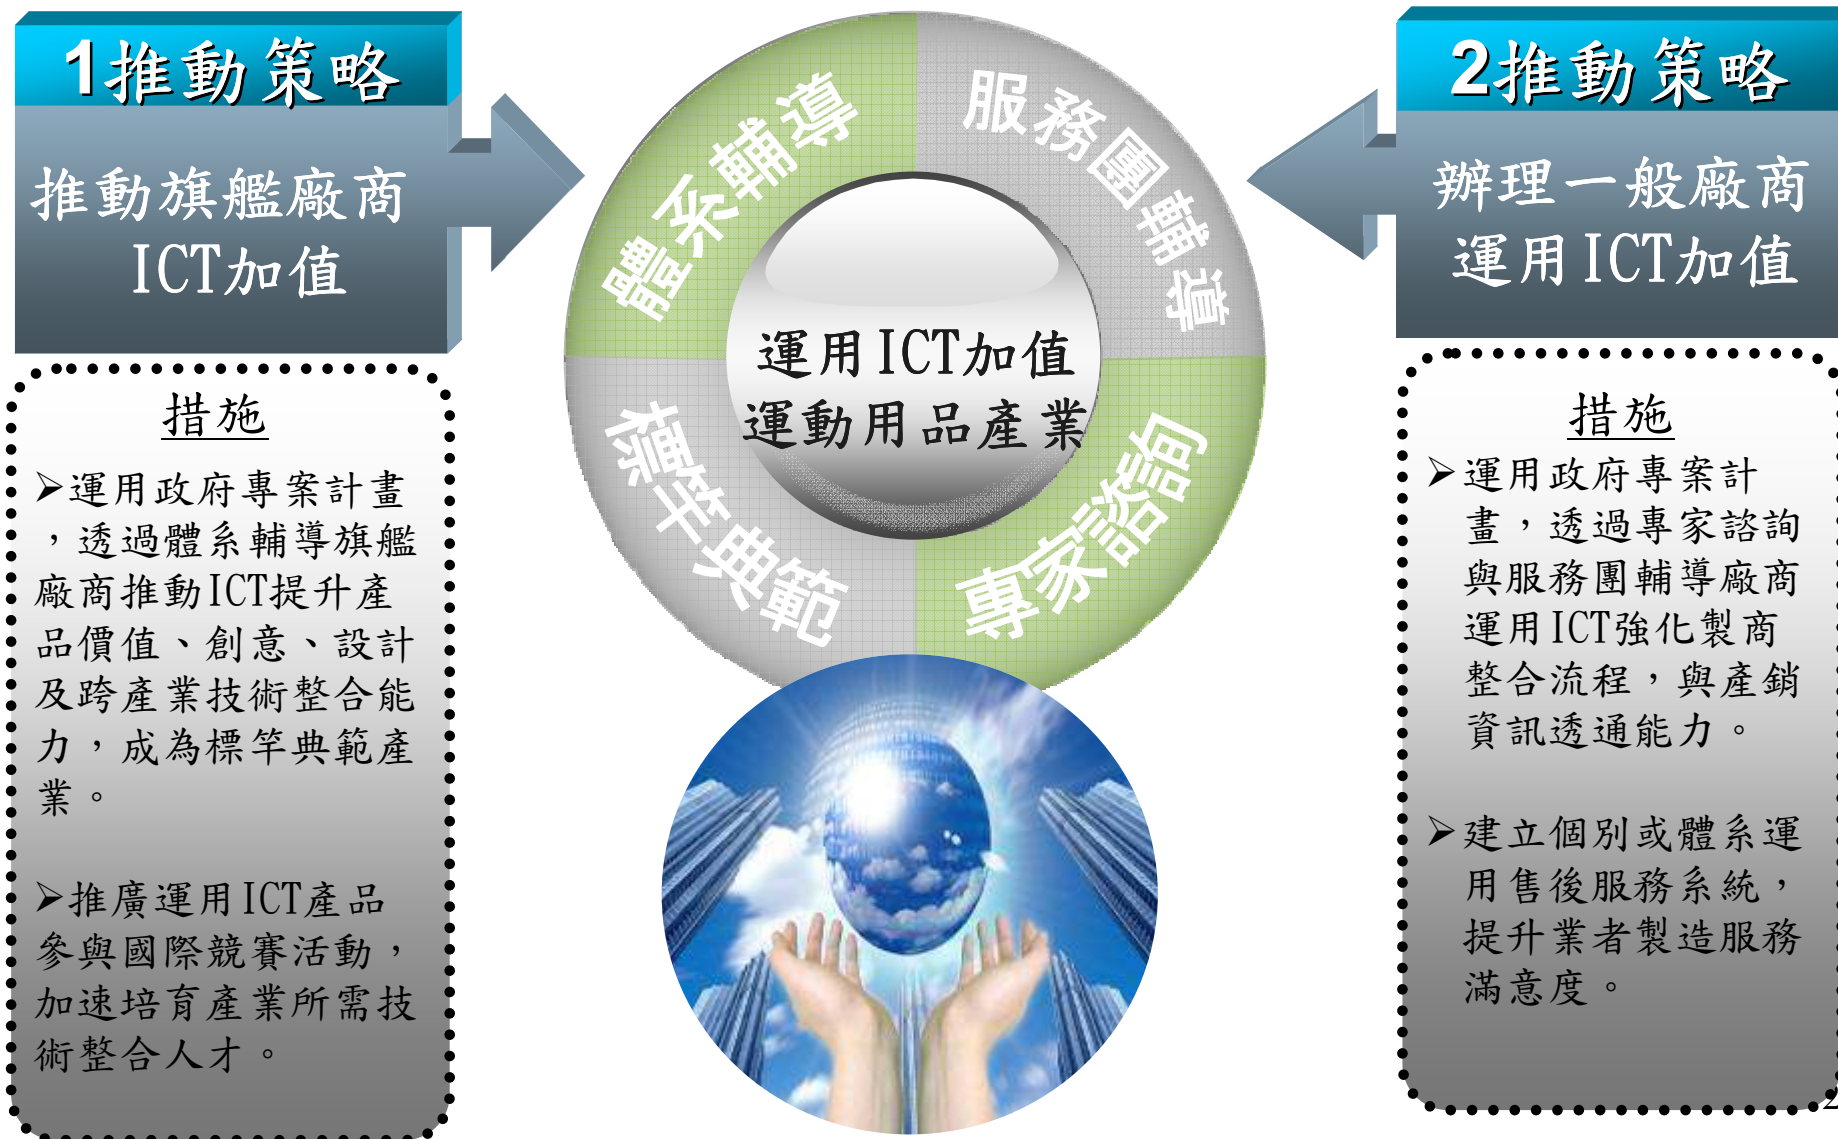 1推動策略
推動旗艦廠商
ICT加值
措施
➢運用政府專案計畫
，透過體系輔導旗艦
廠商推動ICT提升產
品價值、創意、設計
及跨產業技術整合能
力，成為標竿典範產
業。
➢推廣運用ICT產品
參與國際競賽活動，
加速培育產業所需技
術整合人才。
體系輔導
服務團輔導
標竿典範
專家諮詢
運用ICT加值
運動用品產業
2推動策略
辦理一般廠商
運用ICT加值
措施
➢運用政府專案計
畫，透過專家諮詢
與服務團輔導廠商
運用ICT強化製商
整合流程，與產銷
資訊透通能力。
➢建立個別或體系運
用售後服務系統，
提升業者製造服務
滿意度。